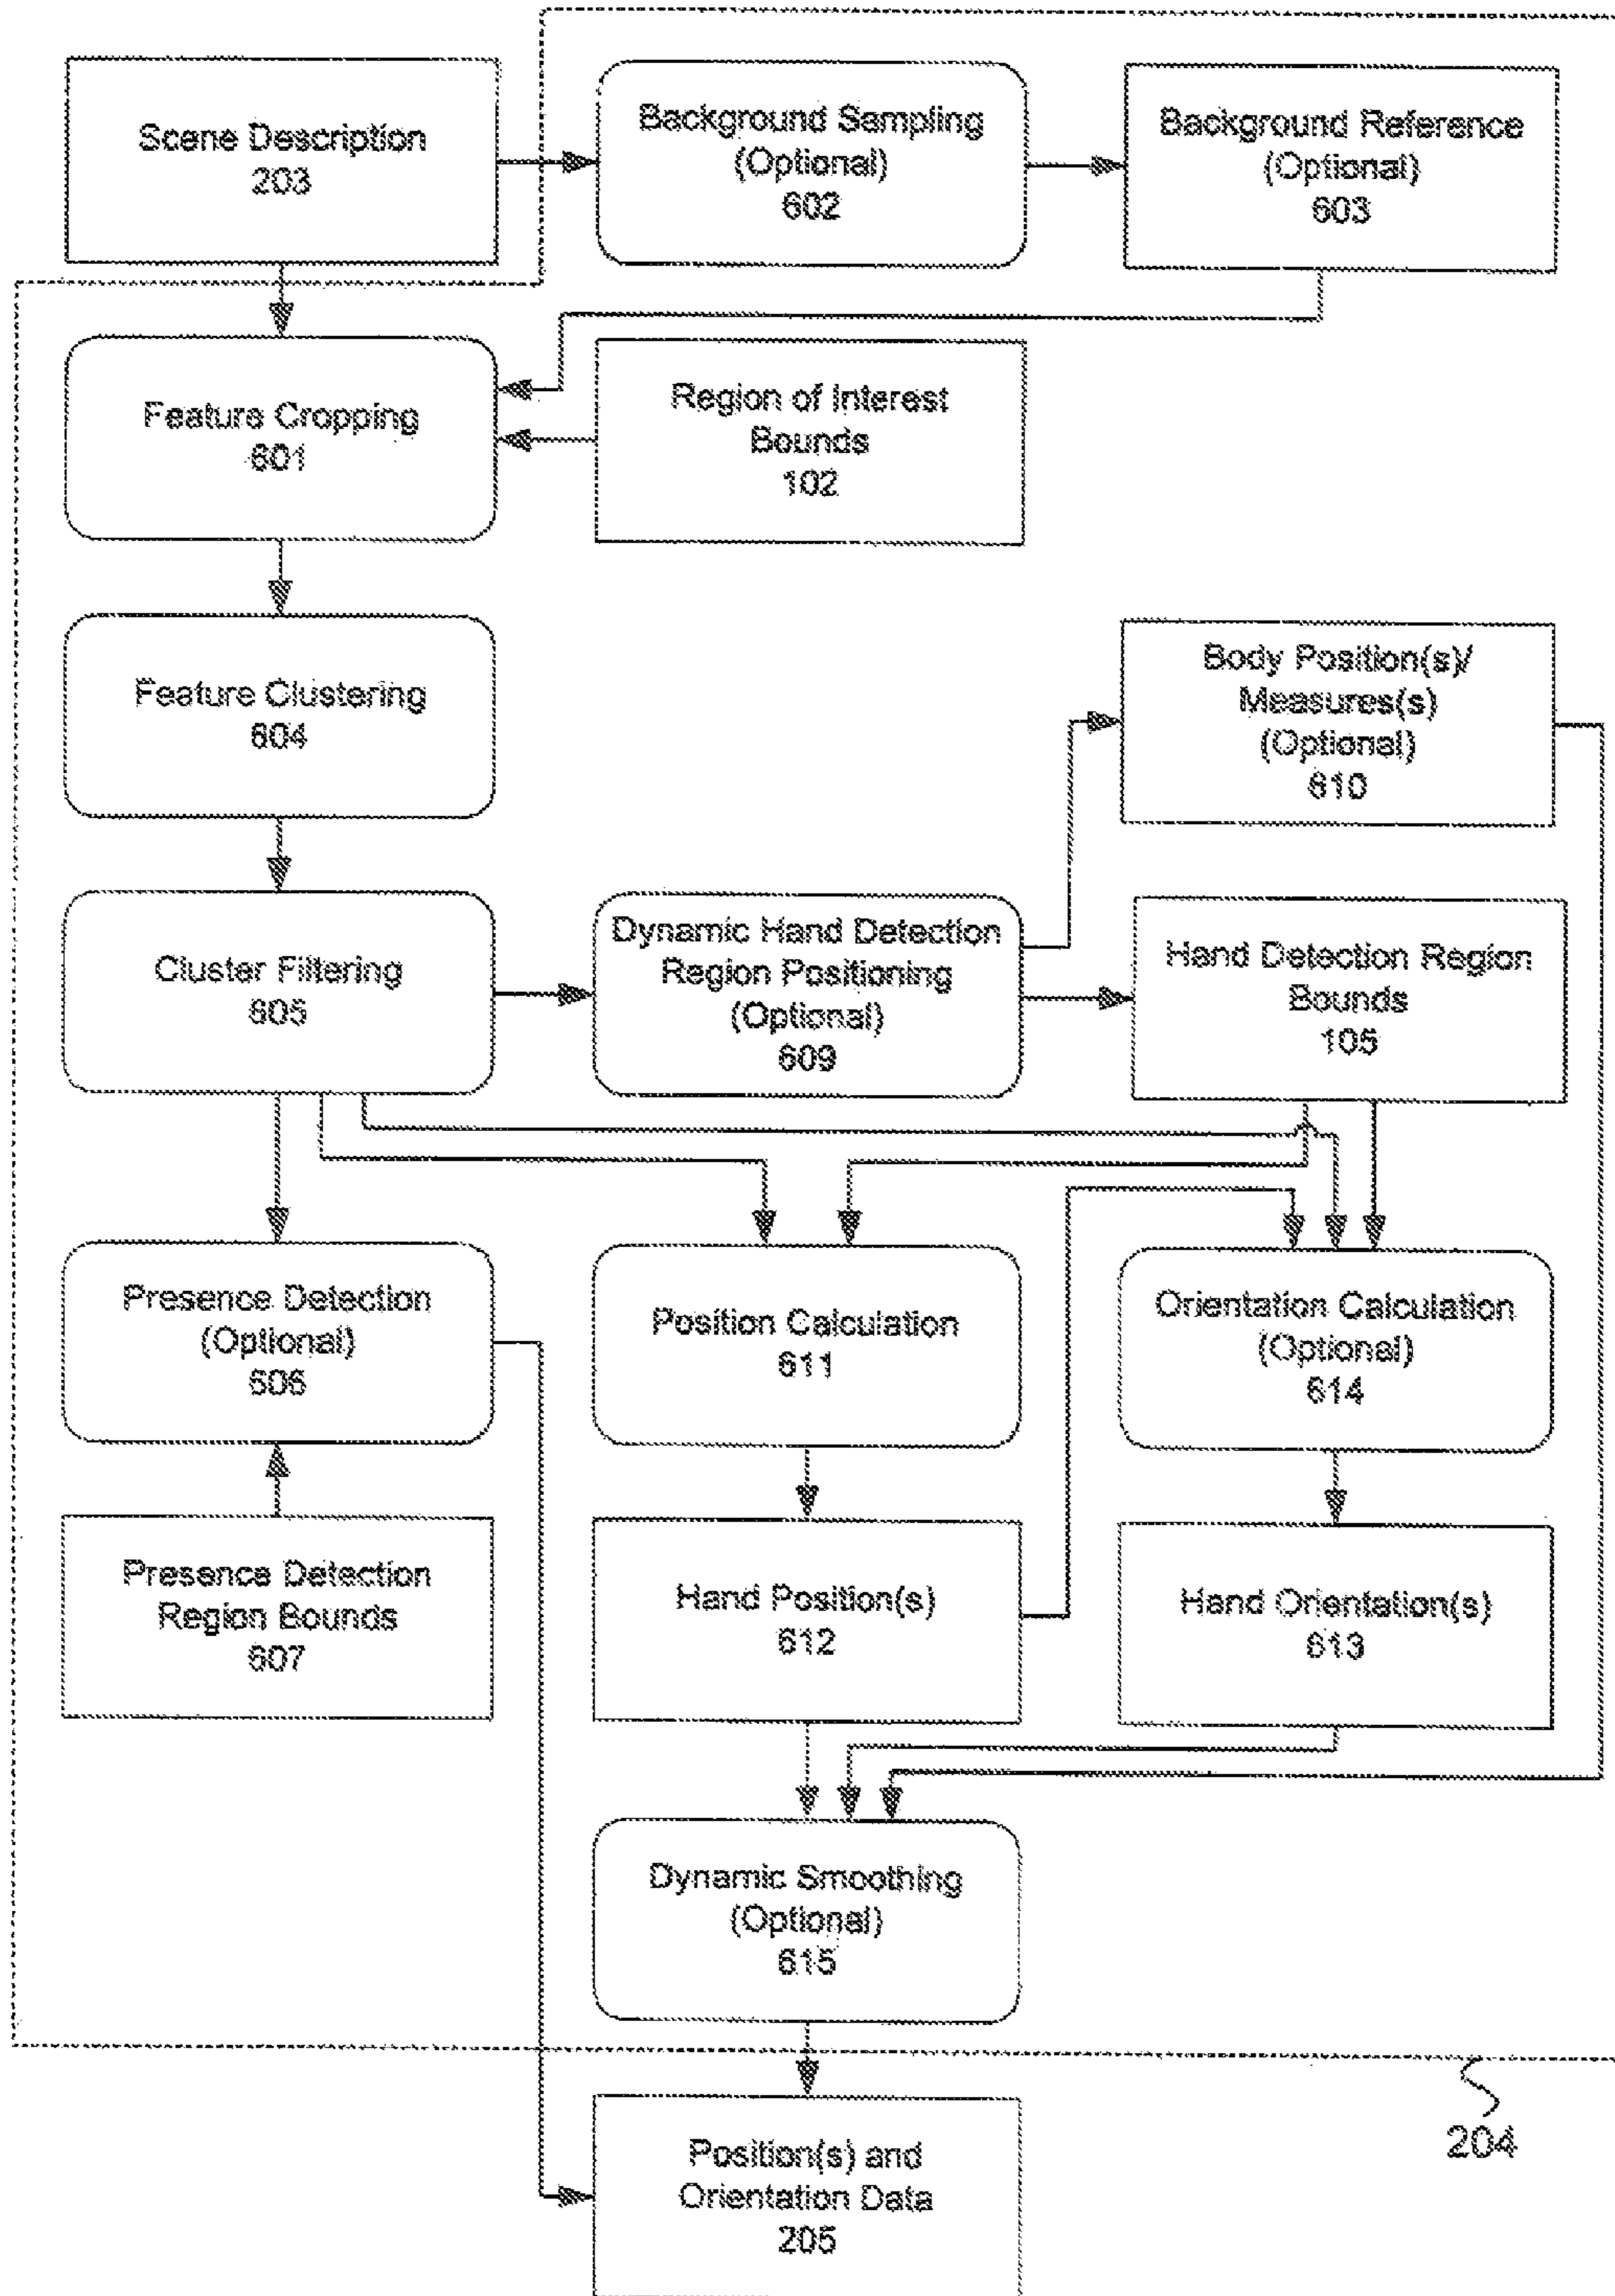 Scene Description
203
Background Sampling
(Optional)
602
Background Reference
(Optional)
603
Feature Cropping
601
Region of Interest
Bounds
102
Feature Clustering
604
Body Position(s)/
Measures(s)
(Optional)
610
Cluster Filtering
605
Dynamic Hand Detection
Region Positioning
(Optional)
609
Hand Detection Region
Bounds
105
Presence Detection
(Optional)
606
Position Calculation
611
Orientation Calculation
(Optional)
614
Presence Detection
Region Bounds
607
Hand Position(s)
612
Hand Orientation(s)
613
Dynamic Smoothing
(Optional)
615
204
Position(s) and
Orientation Data
205